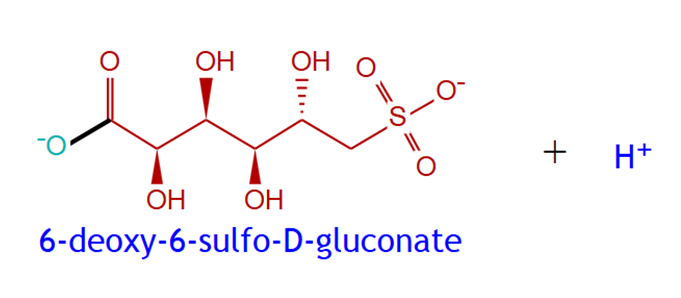 O OH OH O
⁻O S O⁻
OH OH O
+ H⁺
6-deoxy-6-sulfo-D-gluconate